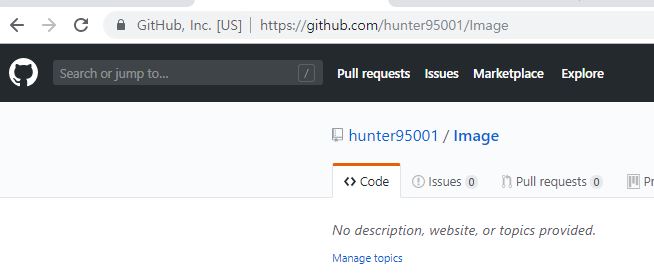 GitHub, Inc. [US] | https://github.com/hunter95001/Image
Search or jump to... / Pull requests Issues Marketplace Explore
hunter95001 / Image
Code Issues 0 Pull requests 0
No description, website, or topics provided.
Manage topics